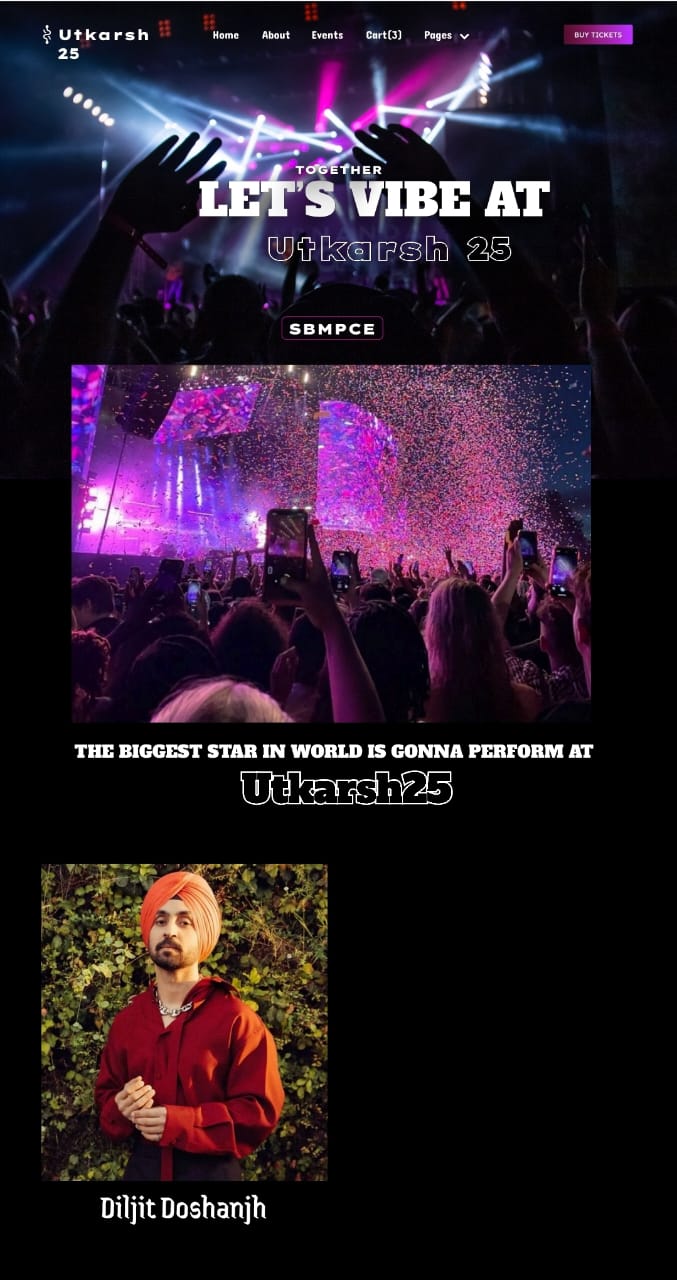 Utkarsh 25
Home
About
Events
Cart(3)
Pages
BUY TICKETS
TOGETHER
LET'S VIBE AT
Utkarsh 25
SBMPCE
THE BIGGEST STAR IN WORLD IS GONNA PERFORM AT
Utkarsh25
Diljit Doshanjh